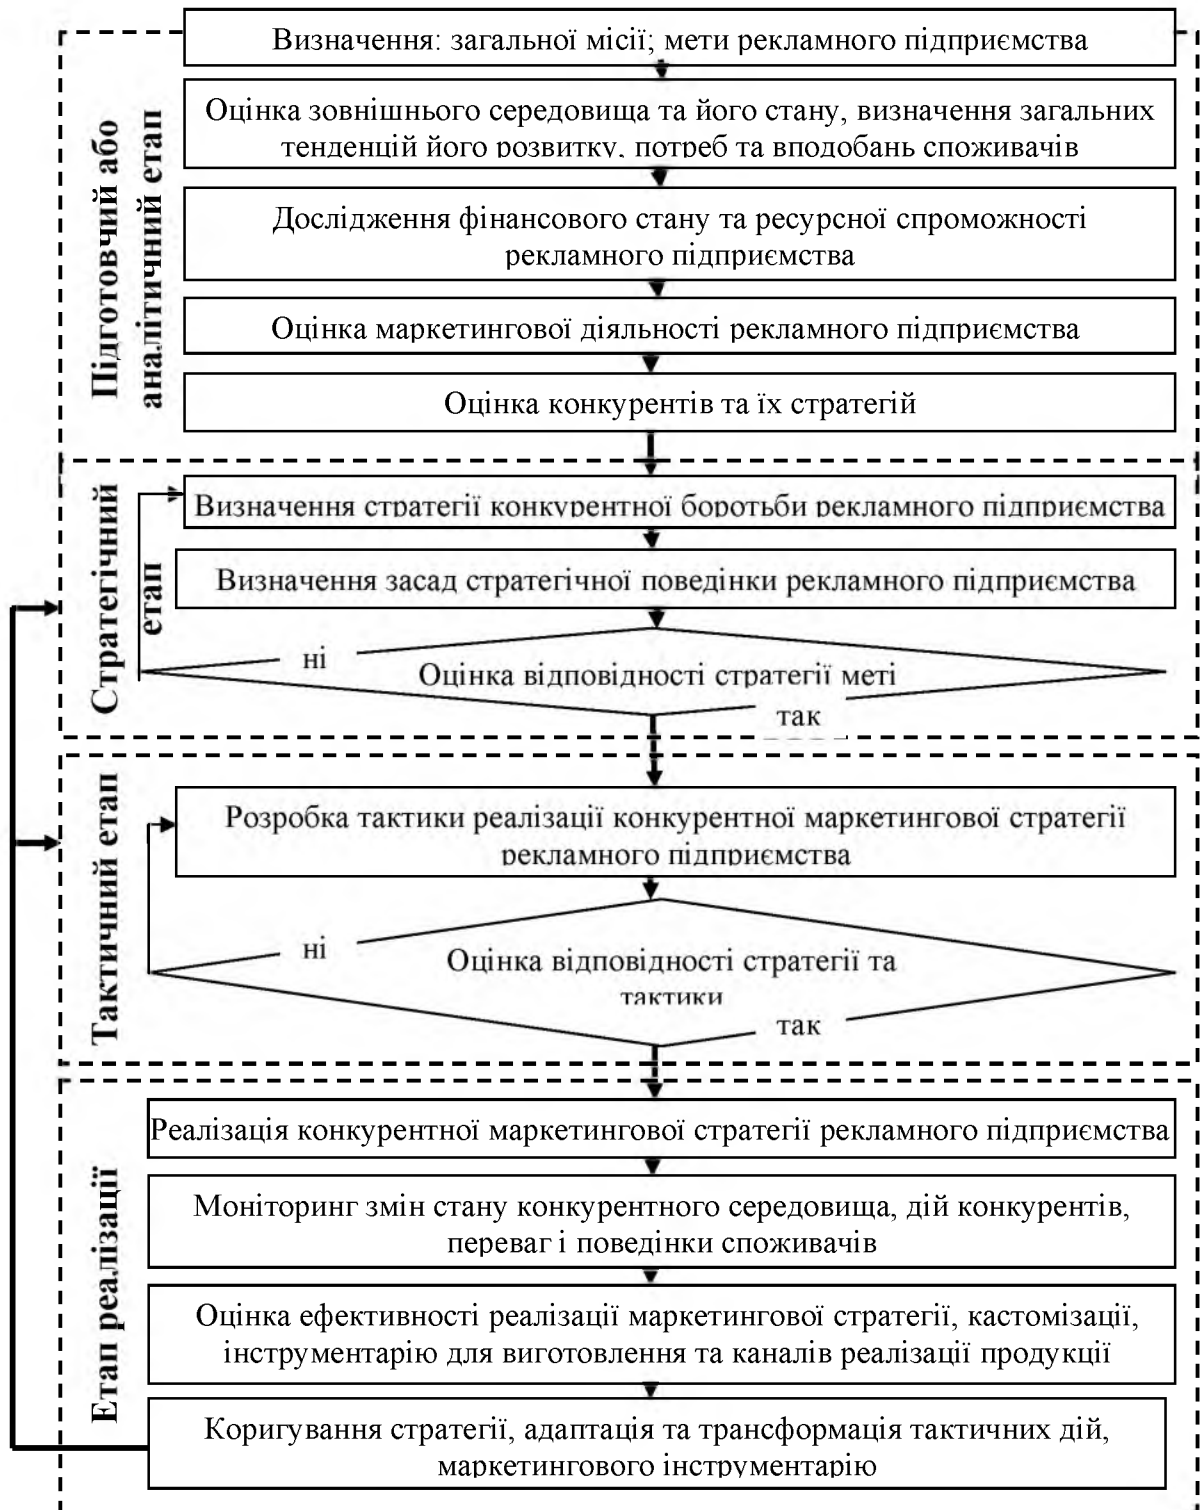 Підготовчий або
аналітичний етап
Визначення: загальної місії; мети рекламного підприємства
Оцінка зовнішнього середовища та його стану, визначення загальних
тенденцій його розвитку, потреб та вподобань споживачів
Дослідження фінансового стану та ресурсної спроможності
рекламного підприємства
Оцінка маркетингової діяльності рекламного підприємства
Оцінка конкурентів та їх стратегій
Стратегічний
етап
Визначення стратегії конкурентної боротьби рекламного підприємства
Визначення засад стратегічної поведінки рекламного підприємства
ні
Оцінка відповідності стратегії меті
так
Тактичний етап
Розробка тактики реалізації конкурентної маркетингової стратегії
рекламного підприємства
ні
Оцінка відповідності стратегії та
тактики
так
Етап реалізації
Реалізація конкурентної маркетингової стратегії рекламного підприємства
Моніторинг змін стану конкурентного середовища, дій конкурентів,
переваг і поведінки споживачів
Оцінка ефективності реалізації маркетингової стратегії, кастомізації,
інструментарію для виготовлення та каналів реалізації продукції
Коригування стратегії, адаптація та трансформація тактичних дій,
маркетингового інструментарію